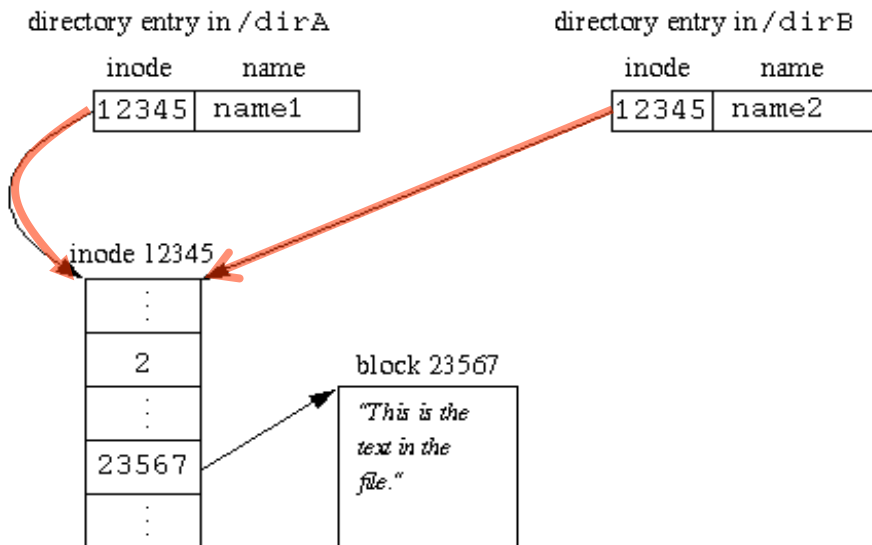 directory entry in /dirA
directory entry in /dirB
inode name
inode name
12345 name1
12345 name2
inode 12345
2
block 23567
"This is the
text in the
file."
23567